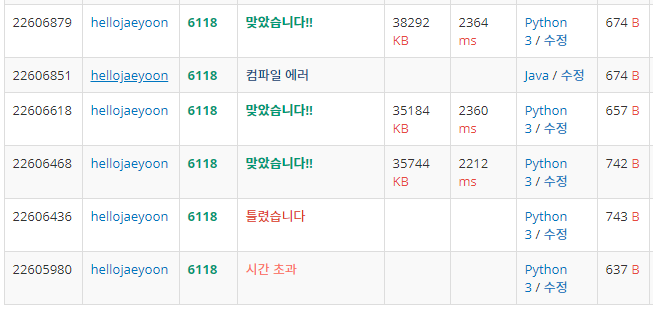 22606879 hellojaeyoon 6118 맞았습니다!! 38292 2364 Python 674 B
KB ms 3 / 수정
22606851 hellojaeyoon 6118 컴파일 에러 Java / 수정 674 B
22606618 hellojaeyoon 6118 맞았습니다!! 35184 2360 Python 657 B
KB ms 3 / 수정
22606468 hellojaeyoon 6118 맞았습니다!! 35744 2212 Python 742 B
KB ms 3 / 수정
22606436 hellojaeyoon 6118 틀렸습니다 Python 743 B
3 / 수정
22605980 hellojaeyoon 6118 시간 초과 Python 637 B
3 / 수정